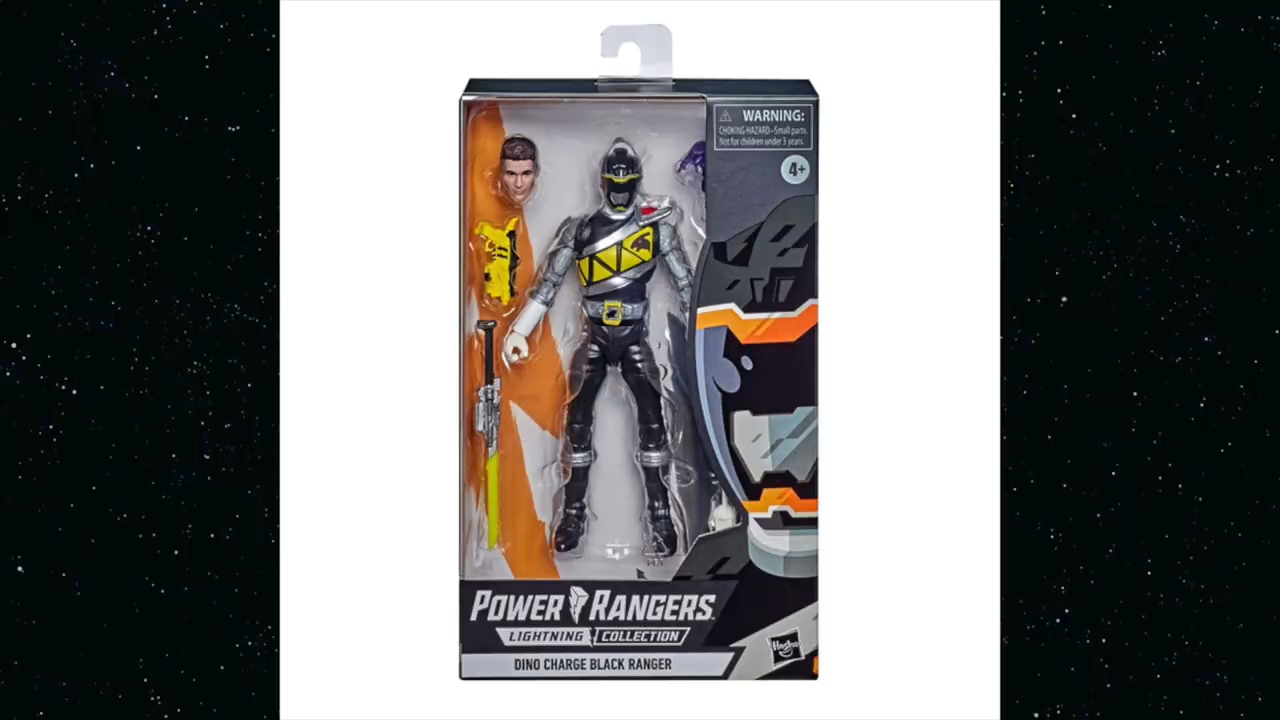 WARNING:
CHOKING HAZARD–Small parts.
Not for children under 3 years.
4+
POWER RANGERS
LIGHTNING COLLECTION
DINO CHARGE BLACK RANGER
Hasbro